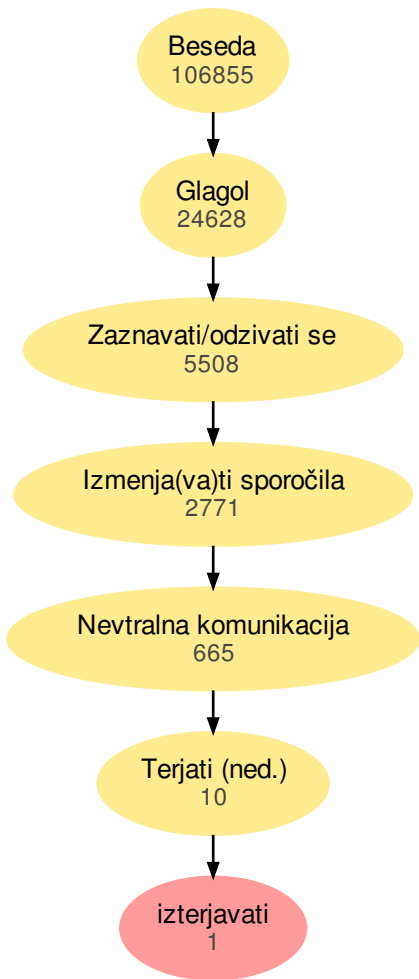 Beseda
106855
Glagol
24628
Zaznavati/odzivati se
5508
Izmenja(va)ti sporočila
2771
Nevtralna komunikacija
665
Terjati (ned.)
10
izterjavati
1